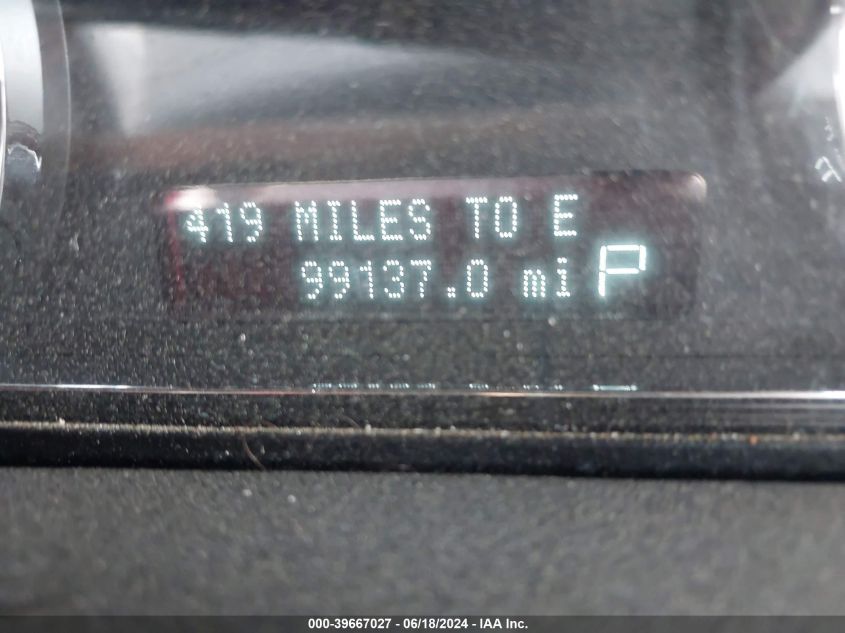 419 MILES TO E
99137.0 mi P
000-39667027 - 06/18/2024 - IAA Inc.